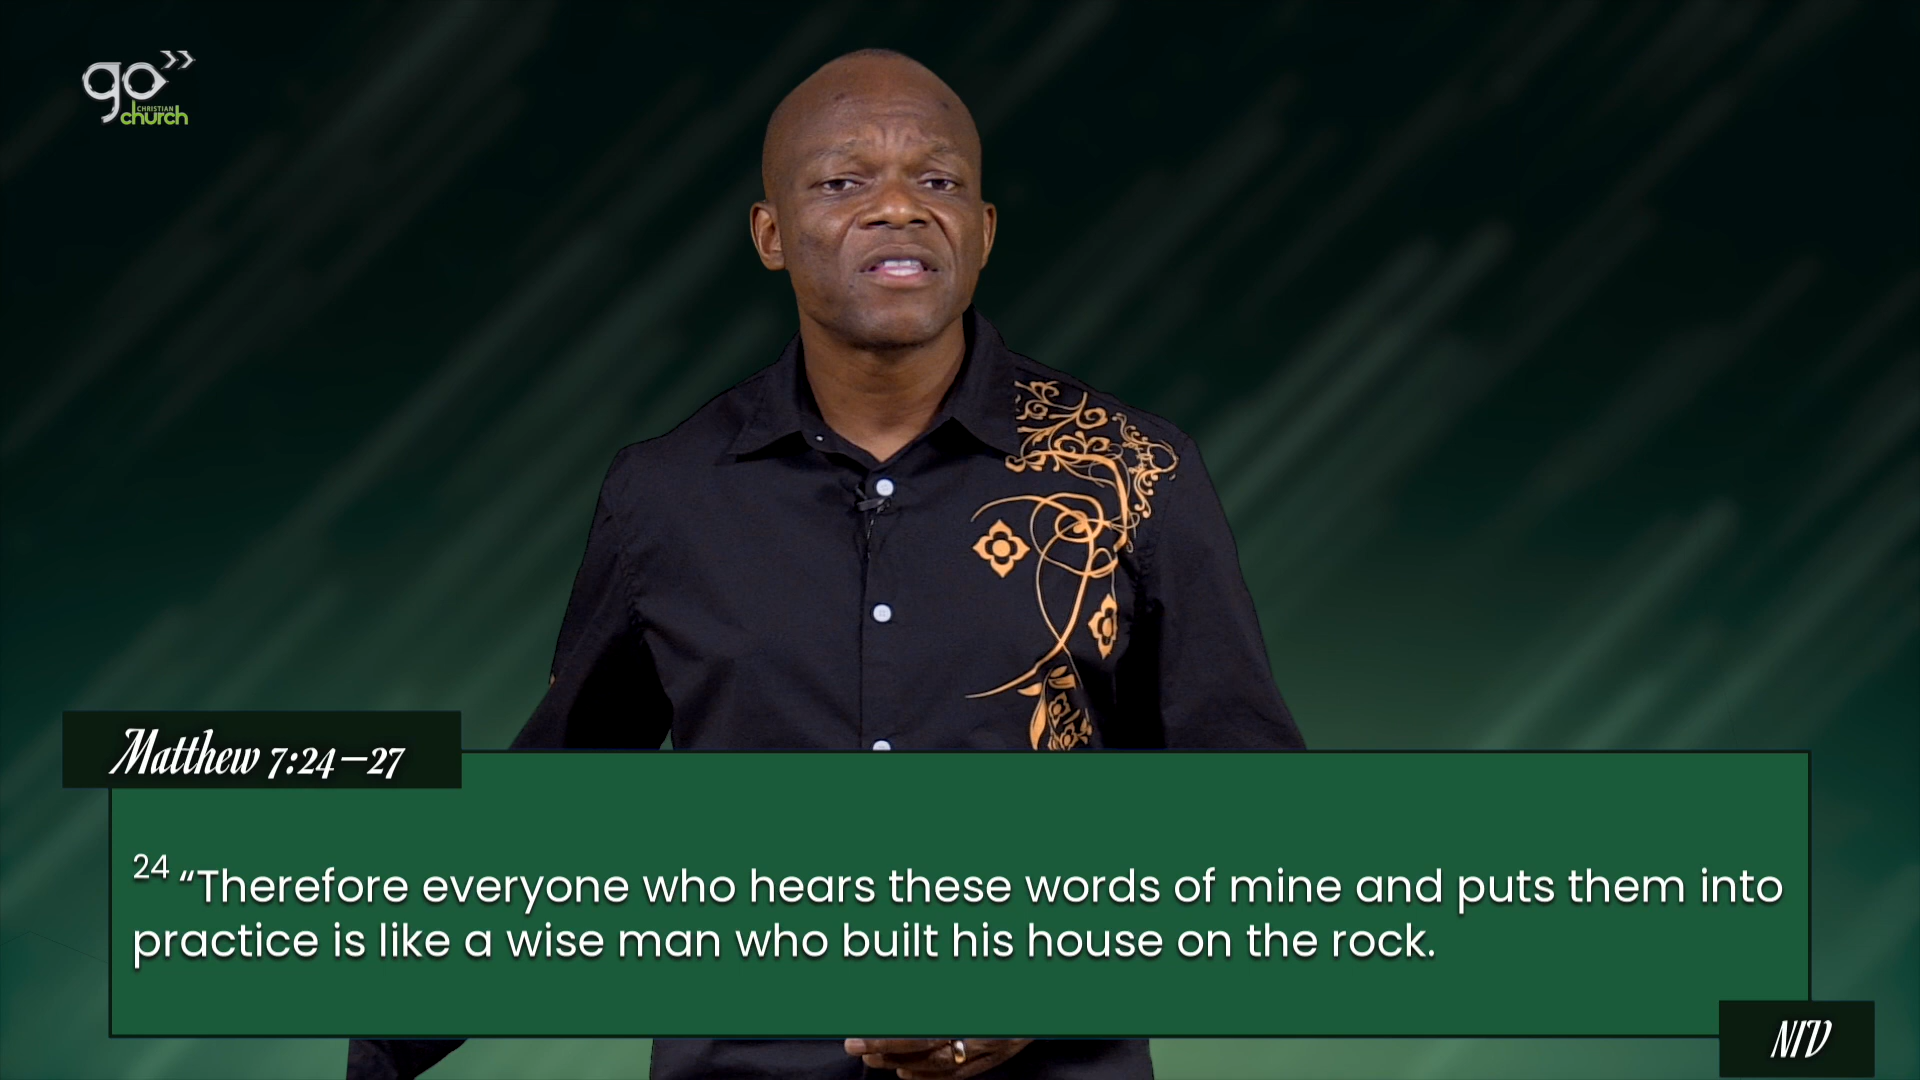 go
CHRISTIAN
church
Matthew 7:24–27
24 “Therefore everyone who hears these words of mine and puts them into
practice is like a wise man who built his house on the rock.
NIV